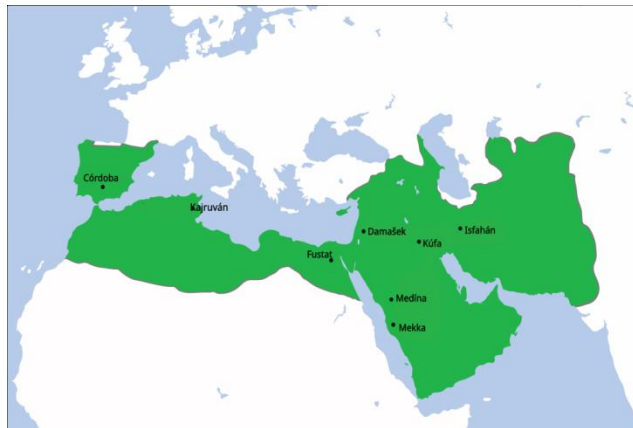 Córdoba
Kajruván
Damašek
Isfahán
Kúfa
Fustat
Medína
Mekka